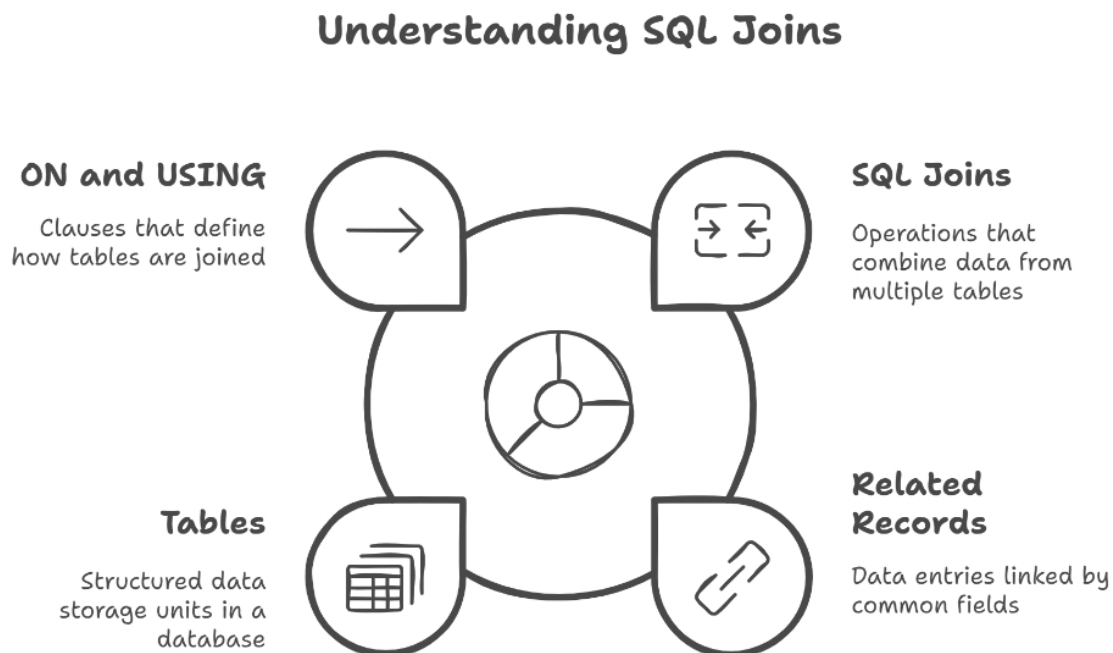 Understanding SQL Joins
ON and USING
Clauses that define
how tables are joined
SQL Joins
Operations that
combine data from
multiple tables
Tables
Structured data
storage units in a
database
Related
Records
Data entries linked by
common fields